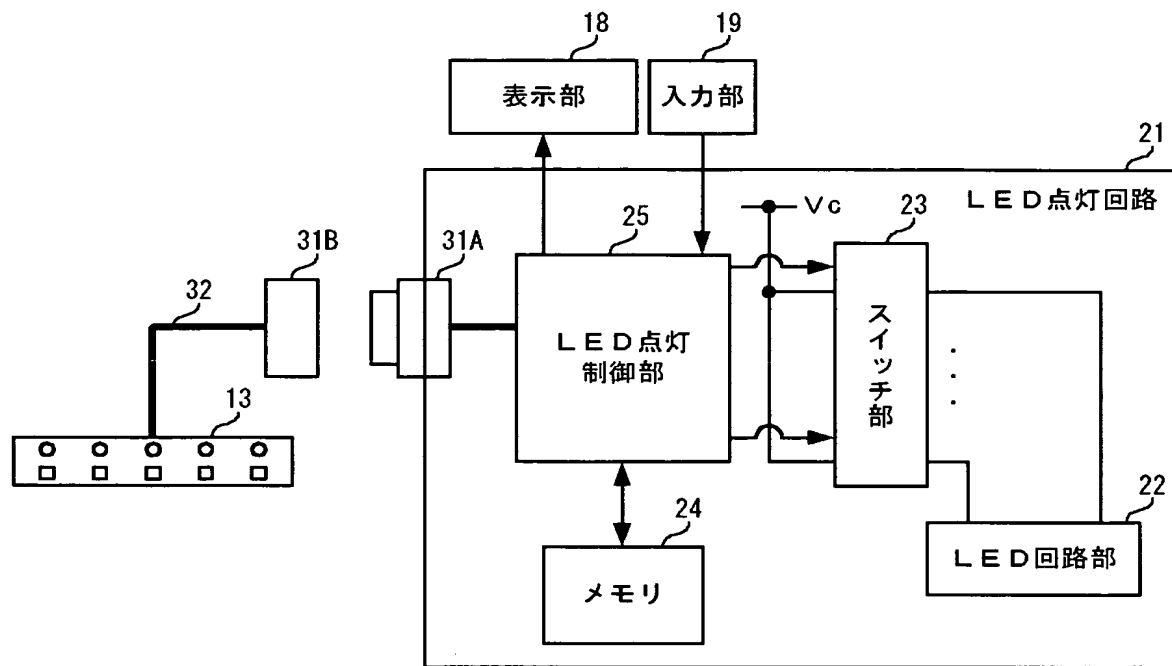 18
19
表示部
入力部
21
LED点灯回路
Vc
23
25
31A
31B
32
LED点灯
制御部
スイッチ部
13
24
メモリ
22
LED回路部